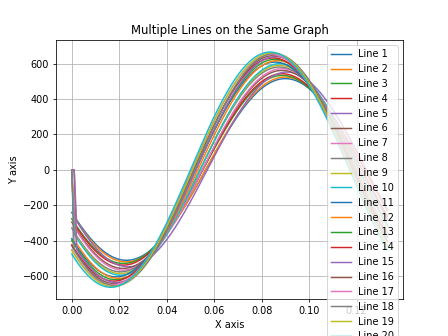 Multiple Lines on the Same Graph
Y axis
600
400
200
0
−200
−400
−600
0.00
0.02
0.04
0.06
0.08
0.10
X axis
Line 1
Line 2
Line 3
Line 4
Line 5
Line 6
Line 7
Line 8
Line 9
Line 10
Line 11
Line 12
Line 13
Line 14
Line 15
Line 16
Line 17
Line 18
Line 19
Line 20